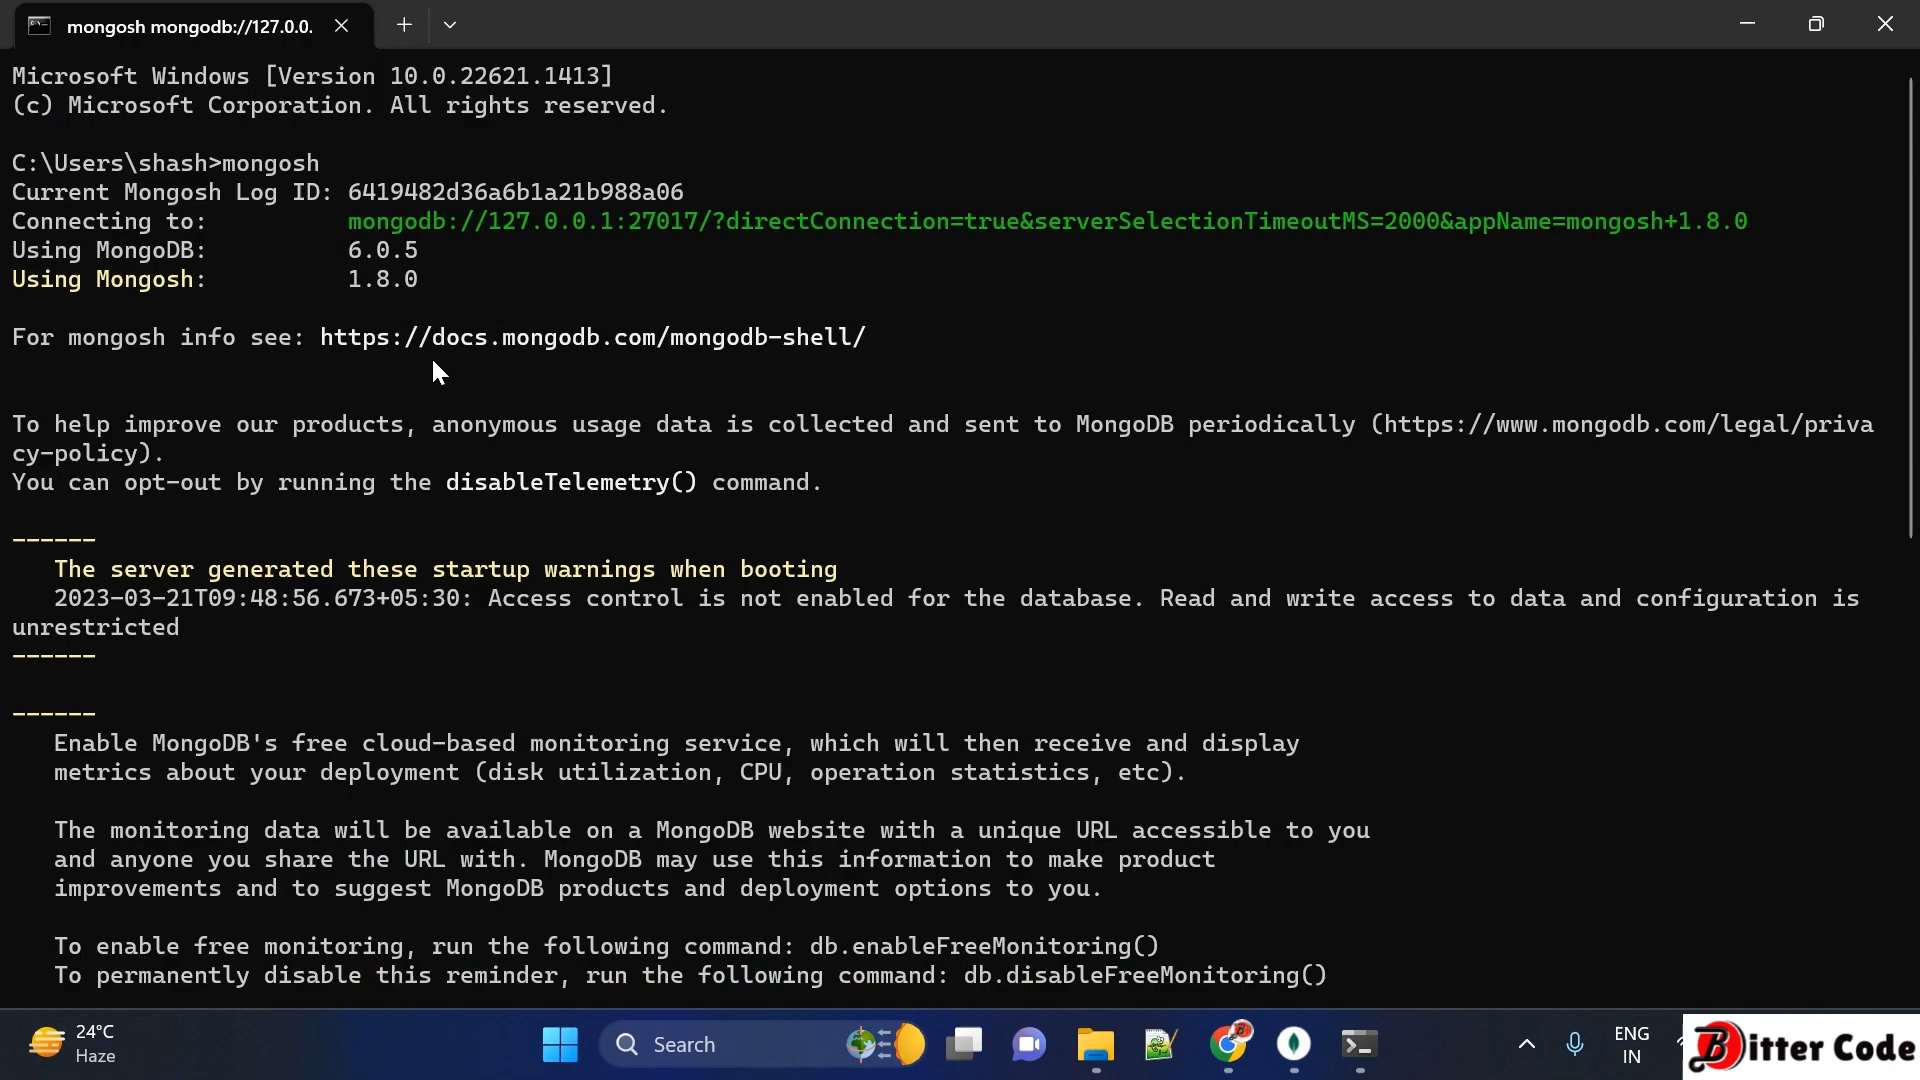 mongosh mongodb://127.0.0.
Microsoft Windows [Version 10.0.22621.1413]
(c) Microsoft Corporation. All rights reserved.
C:\Users\shash>mongosh
Current Mongosh Log ID: 6419482d36a6b1a21b988a06
Connecting to: mongodb://127.0.0.1:27017/?directConnection=true&serverSelectionTimeoutMS=2000&appName=mongosh+1.8.0
Using MongoDB: 6.0.5
Using Mongosh: 1.8.0
For mongosh info see: https://docs.mongodb.com/mongodb-shell/
To help improve our products, anonymous usage data is collected and sent to MongoDB periodically (https://www.mongodb.com/legal/priva
cy-policy).
You can opt-out by running the disableTelemetry() command.
------
The server generated these startup warnings when booting
2023-03-21T09:48:56.673+05:30: Access control is not enabled for the database. Read and write access to data and configuration is
unrestricted
------
------
Enable MongoDB's free cloud-based monitoring service, which will then receive and display
metrics about your deployment (disk utilization, CPU, operation statistics, etc).
The monitoring data will be available on a MongoDB website with a unique URL accessible to you
and anyone you share the URL with. MongoDB may use this information to make product
improvements and to suggest MongoDB products and deployment options to you.
To enable free monitoring, run the following command: db.enableFreeMonitoring()
To permanently disable this reminder, run the following command: db.disableFreeMonitoring()
24°C
Haze
Search
ENG
IN
Bitter Code